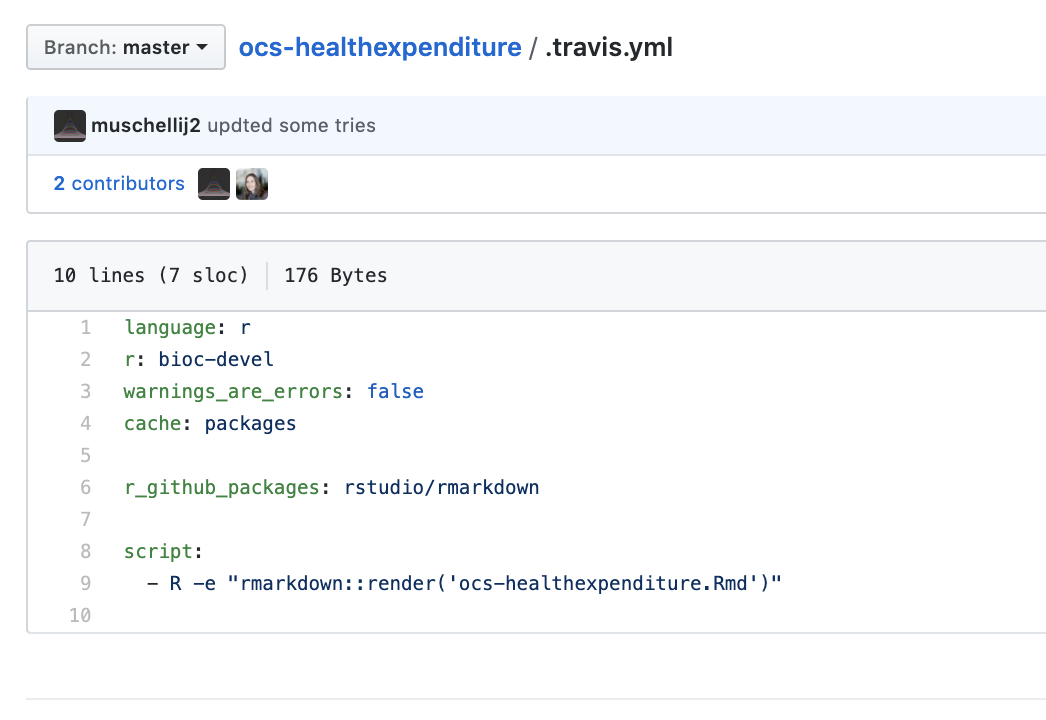 Branch: master ocs-healthexpenditure / .travis.yml
muschellij2 updted some tries
2 contributors
10 lines (7 sloc) 176 Bytes
1 language: r
2 r: bioc-devel
3 warnings_are_errors: false
4 cache: packages
5
6 r_github_packages: rstudio/rmarkdown
7
8 script:
9 - R -e "rmarkdown::render('ocs-healthexpenditure.Rmd')"
10